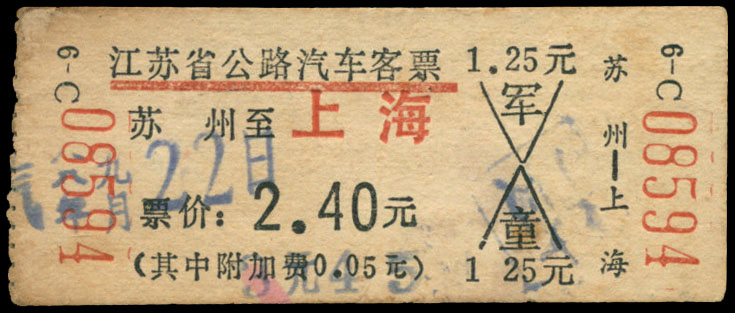 6-C 08594
江苏省公路汽车客票
苏州至上海
22日
票价：2.40元
（其中附加费0.05元）
1.25元
军
童
1 25元
苏州—上海
6-C 08594